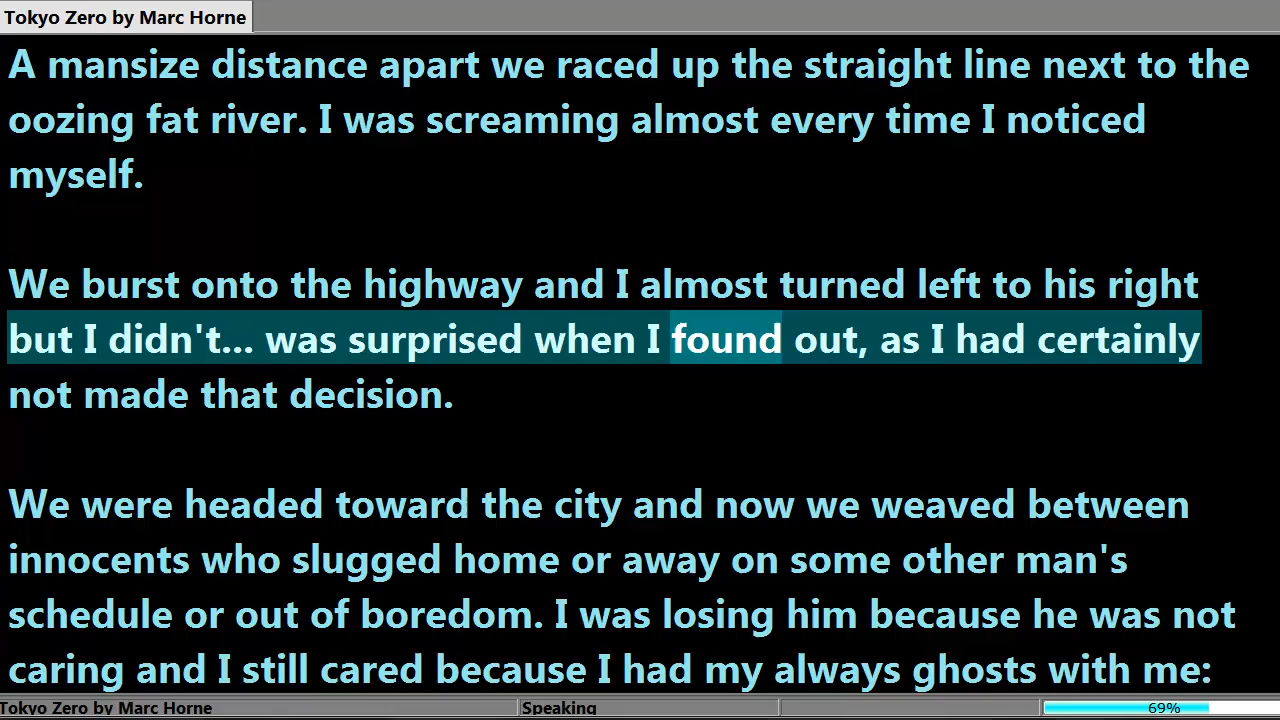 Tokyo Zero by Marc Horne
A mansize distance apart we raced up the straight line next to the
oozing fat river. I was screaming almost every time I noticed
myself.
We burst onto the highway and I almost turned left to his right
but I didn't... was surprised when I found out, as I had certainly
not made that decision.
We were headed toward the city and now we weaved between
innocents who slugged home or away on some other man's
schedule or out of boredom. I was losing him because he was not
caring and I still cared because I had my always ghosts with me:
Tokyo Zero by Marc Horne
Speaking
69%